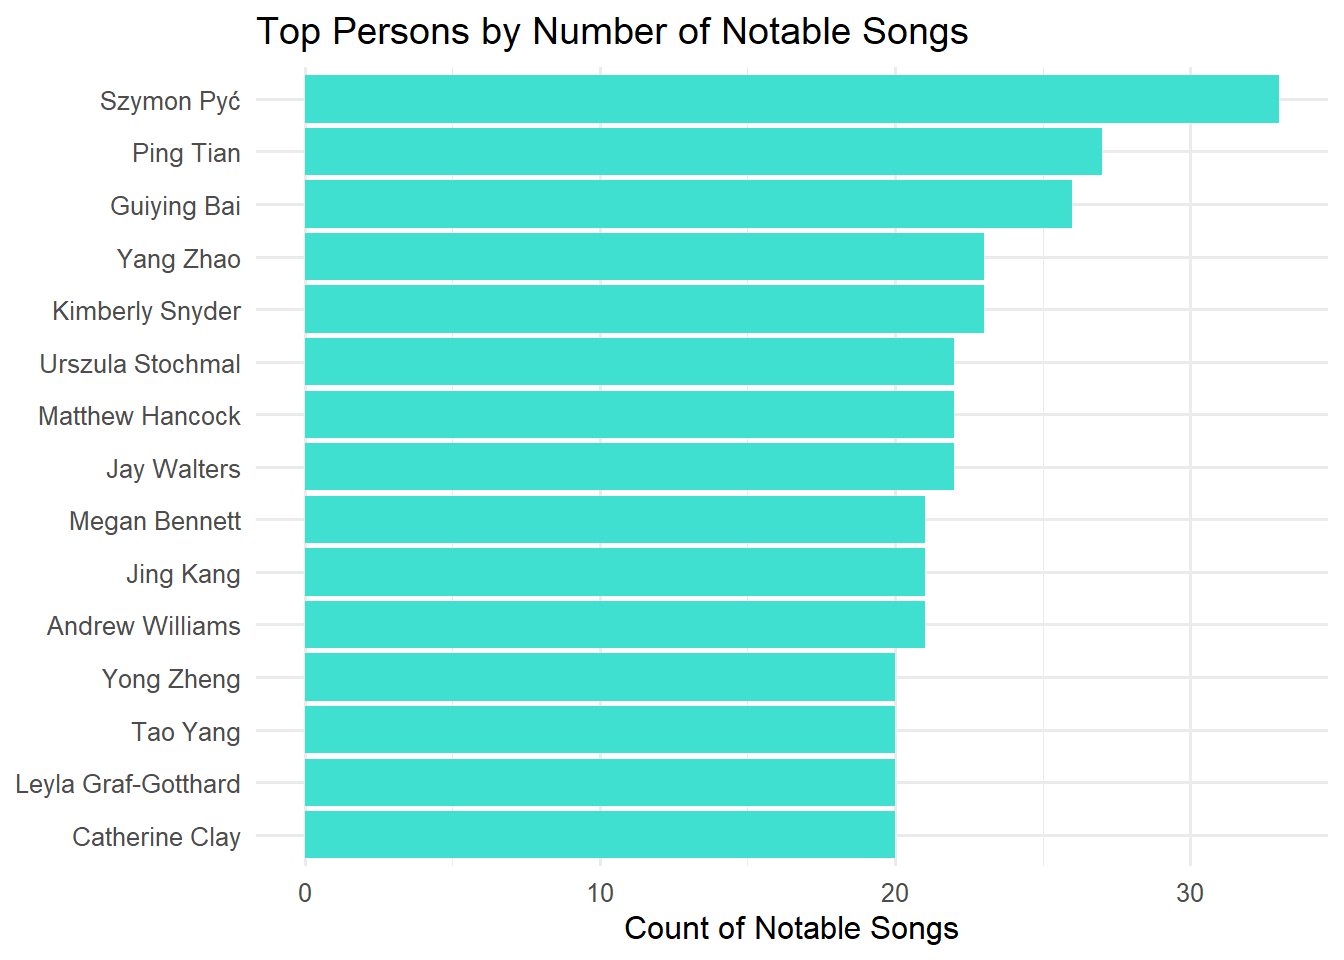 Top Persons by Number of Notable Songs
Szymon Pyć
Ping Tian
Guiying Bai
Yang Zhao
Kimberly Snyder
Urszula Stochmal
Matthew Hancock
Jay Walters
Megan Bennett
Jing Kang
Andrew Williams
Yong Zheng
Tao Yang
Leyla Graf-Gotthard
Catherine Clay
0 10 20 30
Count of Notable Songs